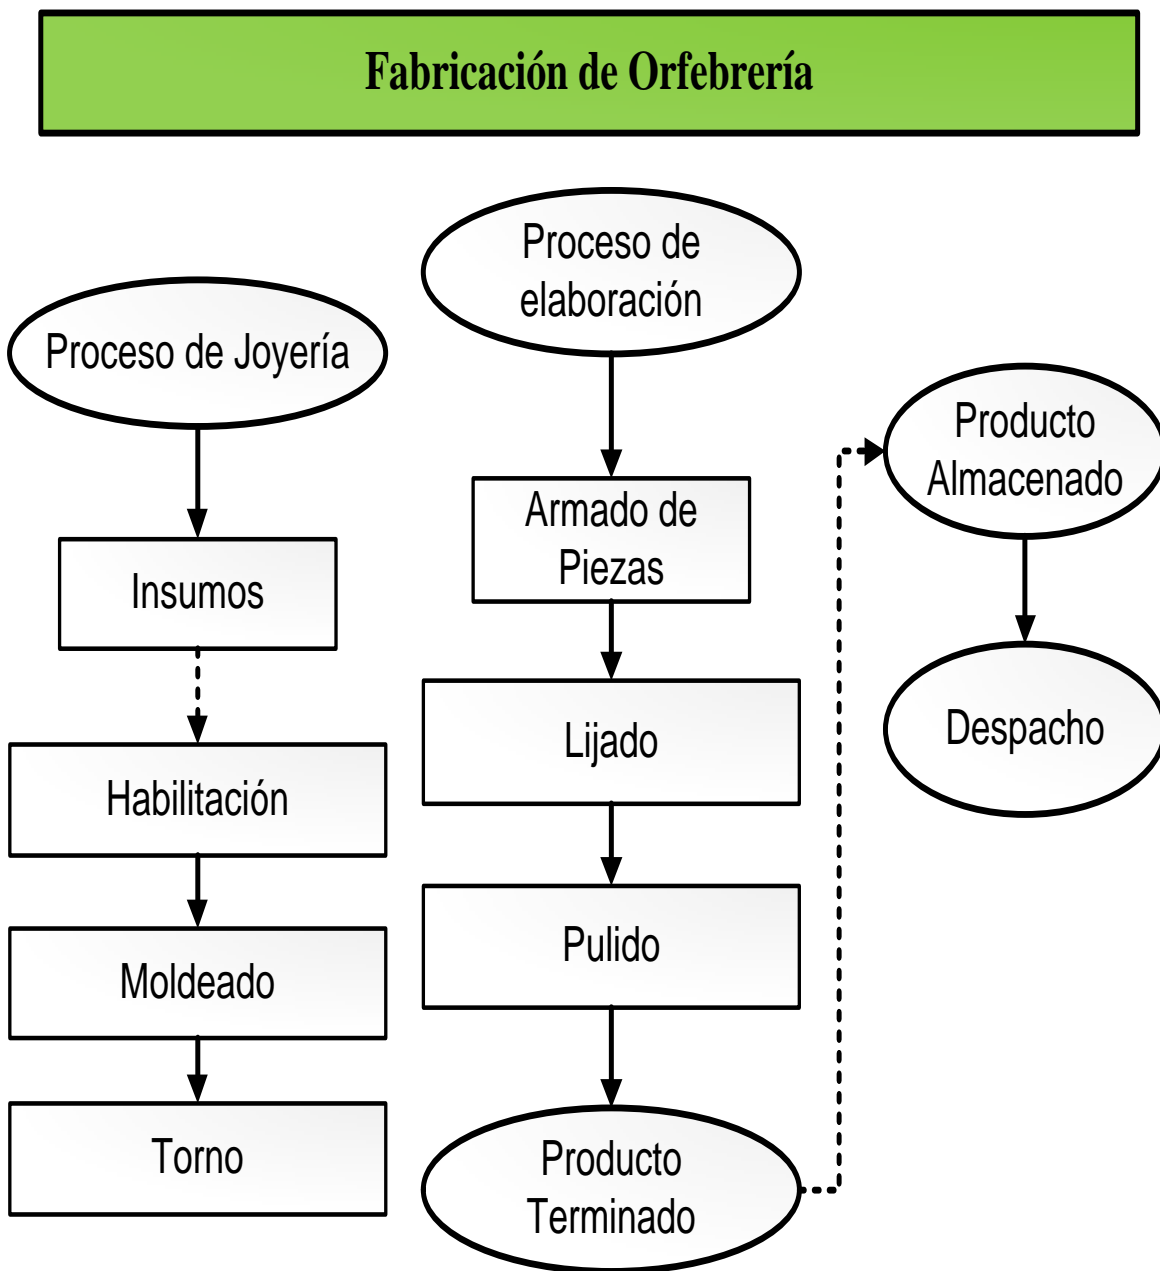 Fabricación de Orfebrería
Proceso de Joyería
Insumos
Habilitación
Moldeado
Torno
Proceso de
elaboración
Armado de
Piezas
Lijado
Pulido
Producto
Terminado
Producto
Almacenado
Despacho